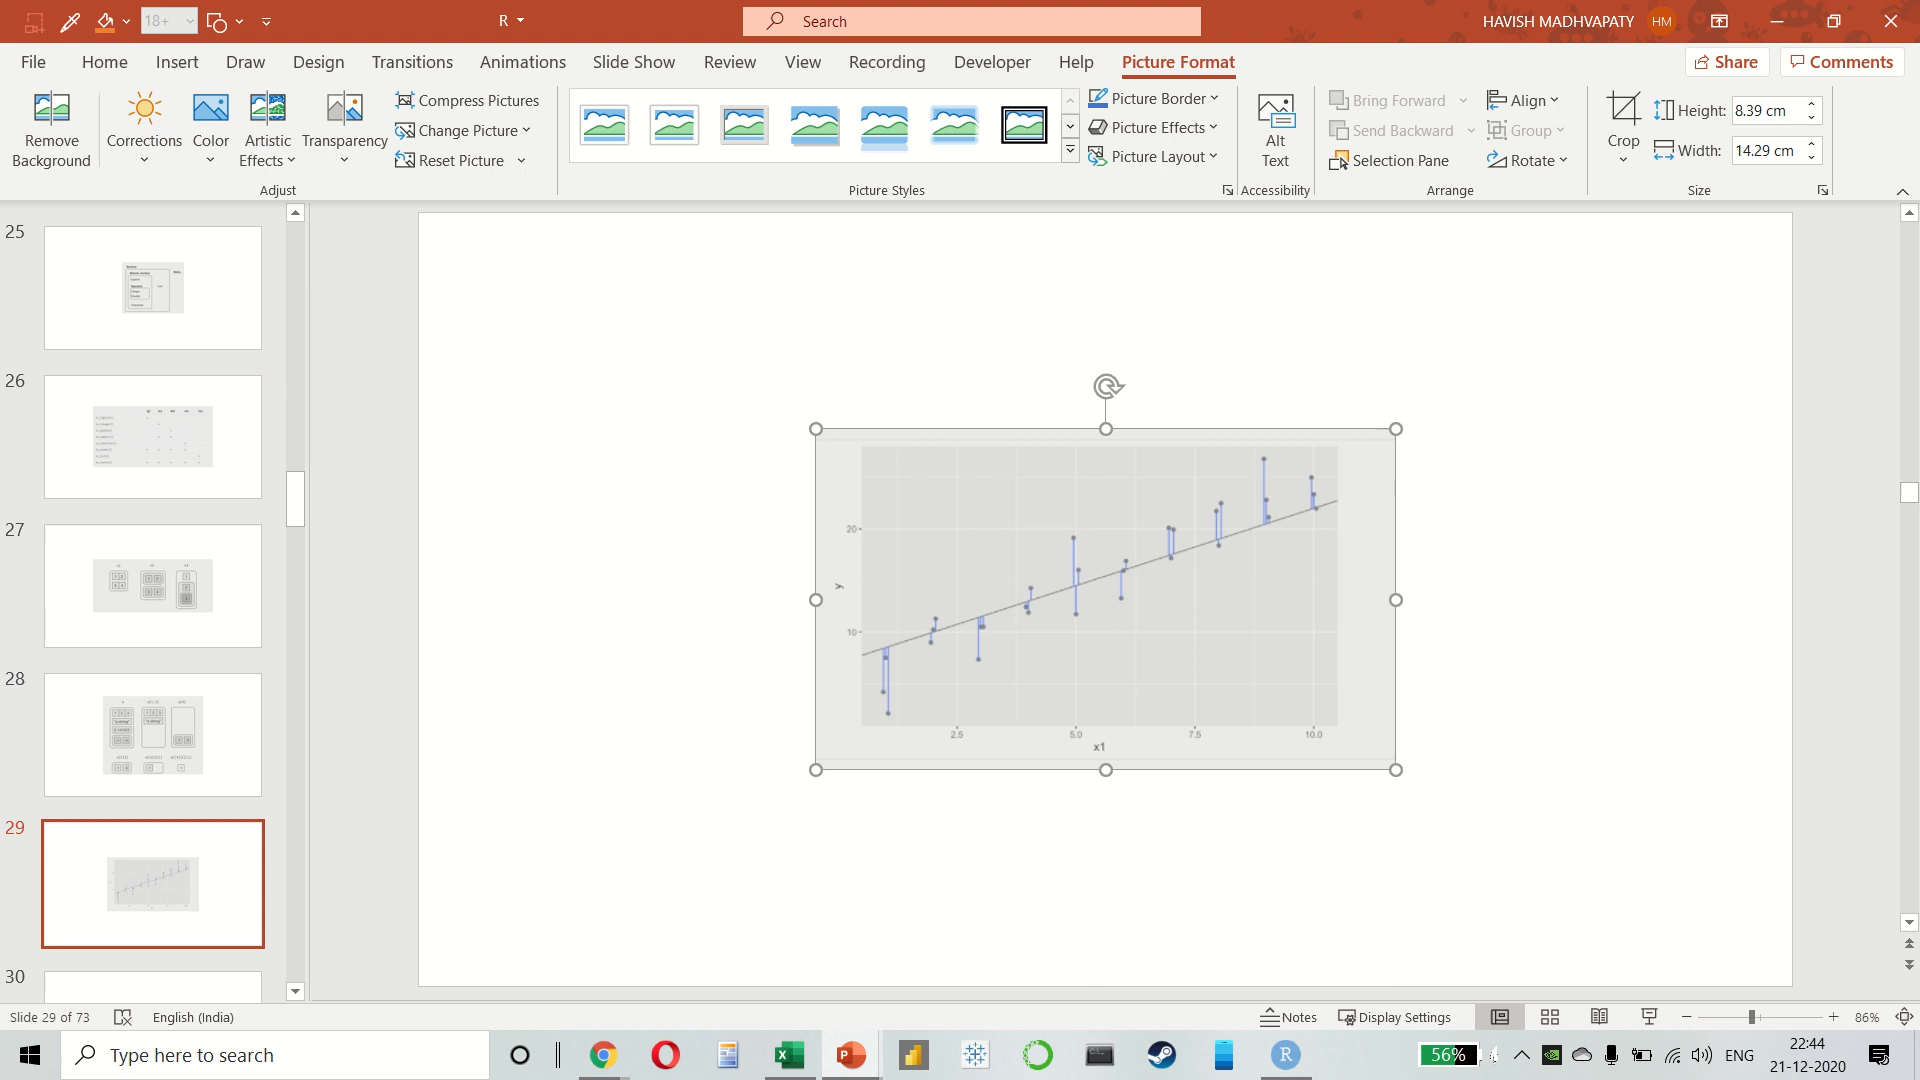 18+
R
Search
HAVISH MADHVAPATY
HM
File
Home
Insert
Draw
Design
Transitions
Animations
Slide Show
Review
View
Recording
Developer
Help
Picture Format
Share
Comments
Remove Background
Corrections
Color
Artistic Effects
Transparency
Compress Pictures
Change Picture
Reset Picture
Adjust
Picture Styles
Picture Border
Picture Effects
Picture Layout
Alt Text
Accessibility
Bring Forward
Send Backward
Selection Pane
Align
Group
Rotate
Arrange
Crop
Height: 8.39 cm
Width: 14.29 cm
Size
25
26
27
28
29
30
20
10
y
2.5
5.0
7.5
10.0
x1
Slide 29 of 73
English (India)
Notes
Display Settings
86%
Type here to search
56%
ENG
22:44
21-12-2020